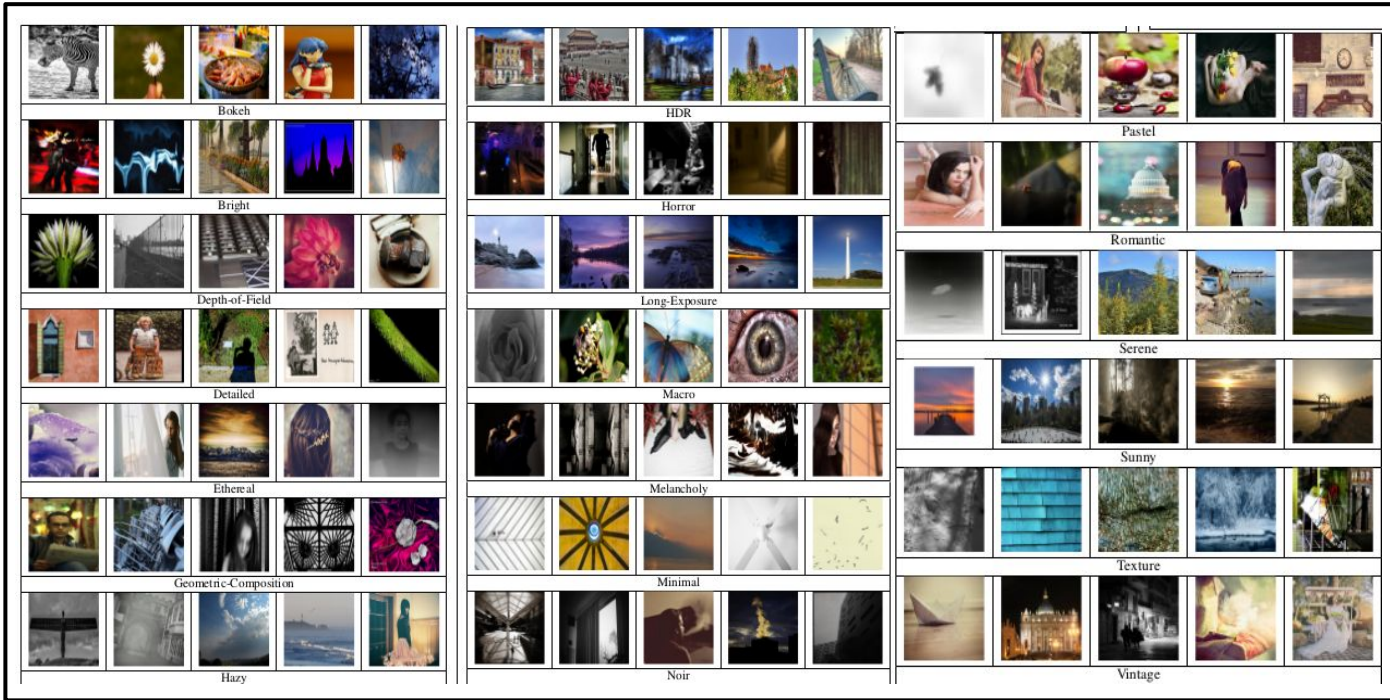 Bokeh
Bright
Depth-of-Field
Detailed
Ethereal
Geometric-Composition
Hazy
HDR
Horror
Long-Exposure
Macro
Melancholy
Minimal
Noir
Pastel
Romantic
Serene
Sunny
Texture
Vintage